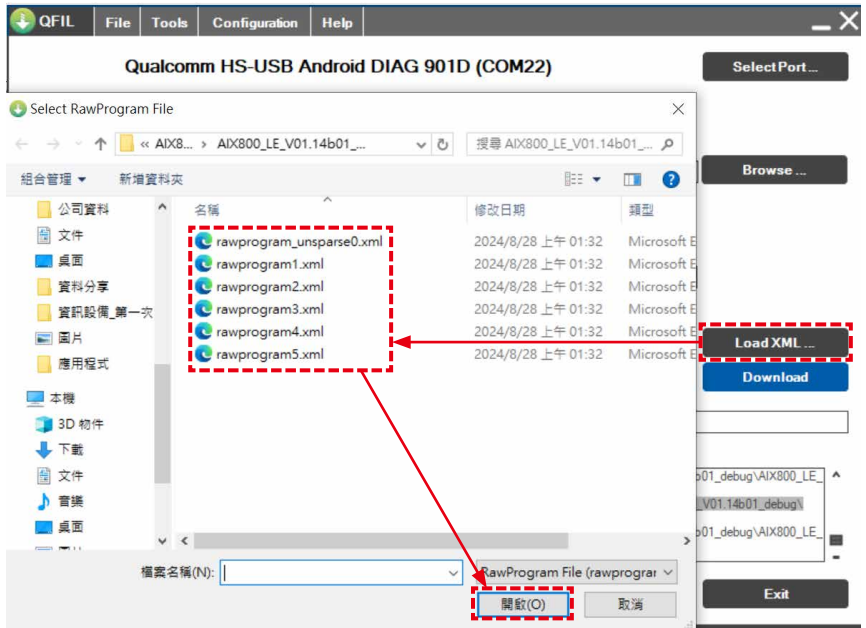 QFIL File Tools Configuration Help
Qualcomm HS-USB Android DIAG 901D (COM22)
Select Port...
Select RawProgram File
« AIX8... › AIX800_LE_V01.14b01_...
搜尋 AIX800_LE_V01.14b01_...
組合管理 新增資料夾
Browse ...
公司資料
文件
桌面
資料分享
資訊設備_第一次
圖片
應用程式
本機
3D 物件
下載
文件
音樂
桌面
名稱 修改日期 類型
rawprogram_unsparse0.xml 2024/8/28 上午 01:32 Microsoft E
rawprogram1.xml 2024/8/28 上午 01:32 Microsoft E
rawprogram2.xml 2024/8/28 上午 01:32 Microsoft E
rawprogram3.xml 2024/8/28 上午 01:32 Microsoft E
rawprogram4.xml 2024/8/28 上午 01:32 Microsoft E
rawprogram5.xml 2024/8/28 上午 01:32 Microsoft E
Load XML ...
Download
b01_debug\AIX800_LE_
_V01.14b01_debug\
b01_debug\AIX800_LE_
檔案名稱(N):
RawProgram File (rawprograr
開啟(O) 取消
Exit